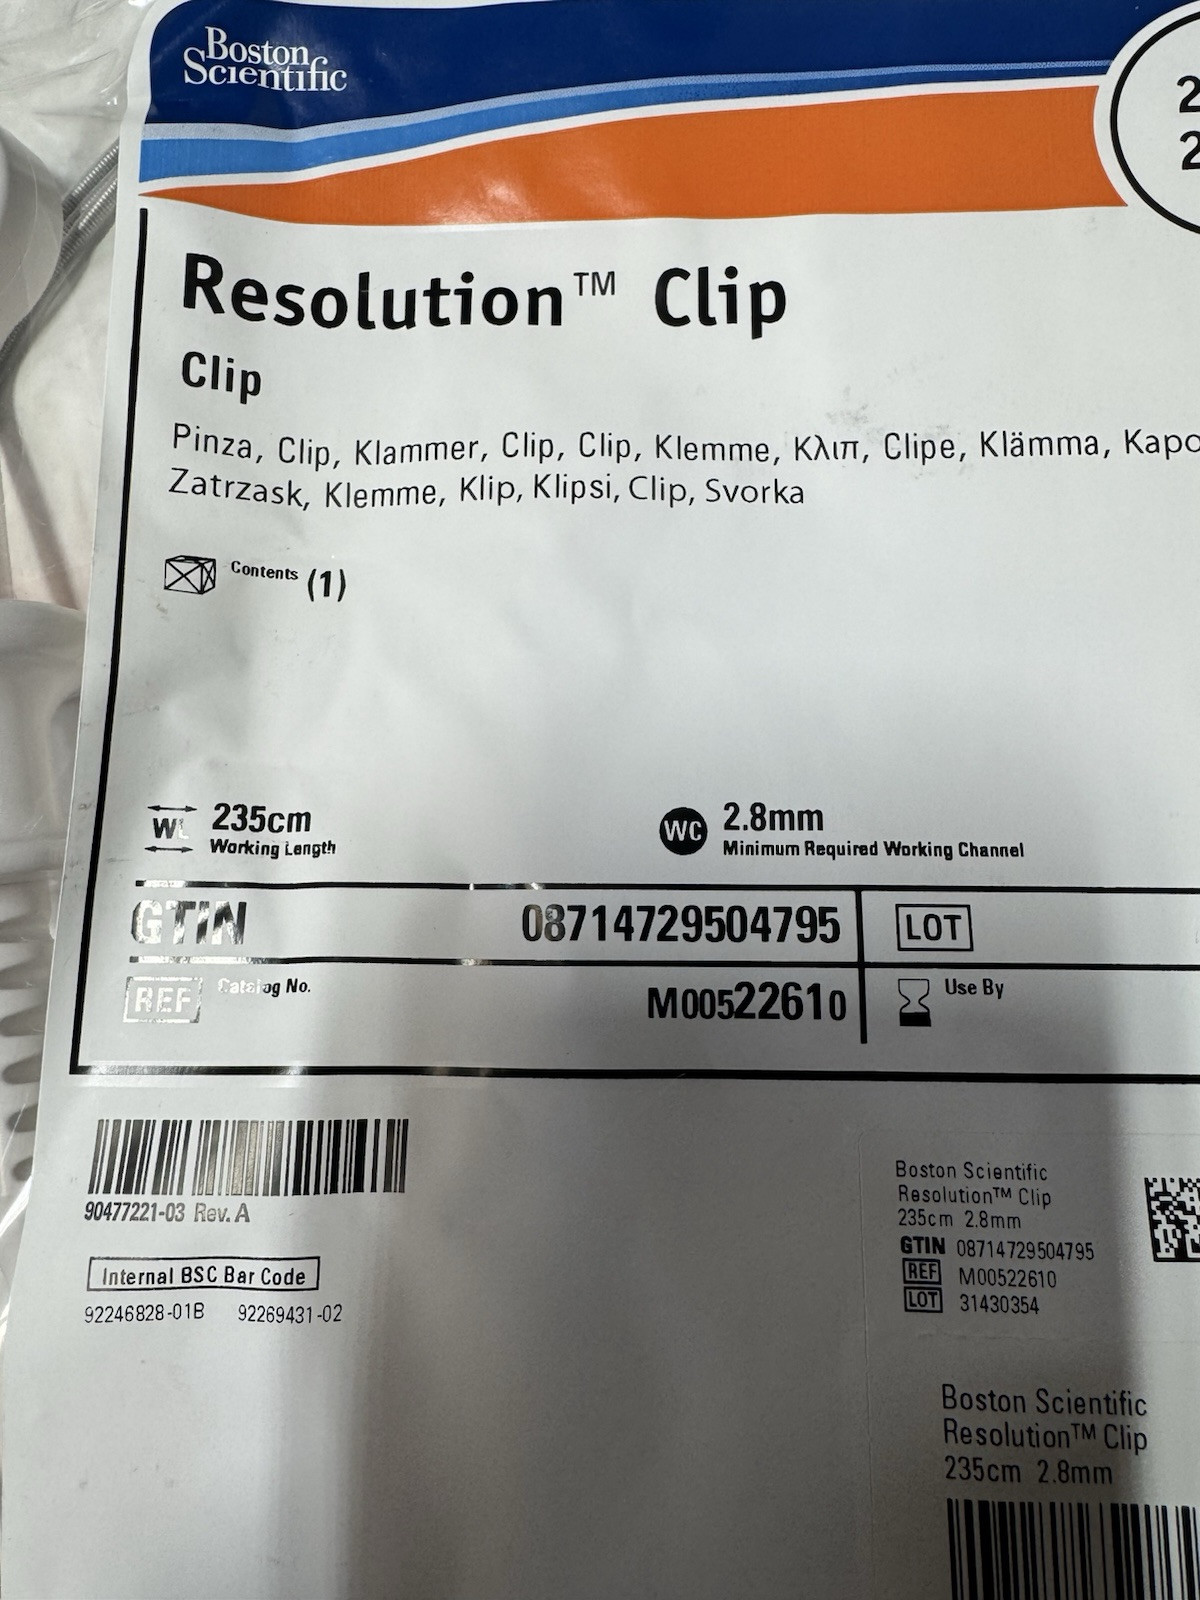 Boston
Scientific
2
2
Resolution™ Clip
Clip
Pinza, Clip, Klammer, Clip, Clip, Klemme, Κλιπ, Clipe, Klämma, Kapo
Zatrzask, Klemme, Klip, Klipsi, Clip, Svorka
Contents (1)
WL 235cm
Working Length
WC 2.8mm
Minimum Required Working Channel
GTIN 08714729504795
LOT
REF Catalog No. M00522610
Use By
90477221-03 Rev. A
Internal BSC Bar Code
92246828-01B 92269431-02
Boston Scientific
Resolution™ Clip
235cm 2.8mm
GTIN 08714729504795
REF M00522610
LOT 31430354
Boston Scientific
Resolution™ Clip
235cm 2.8mm